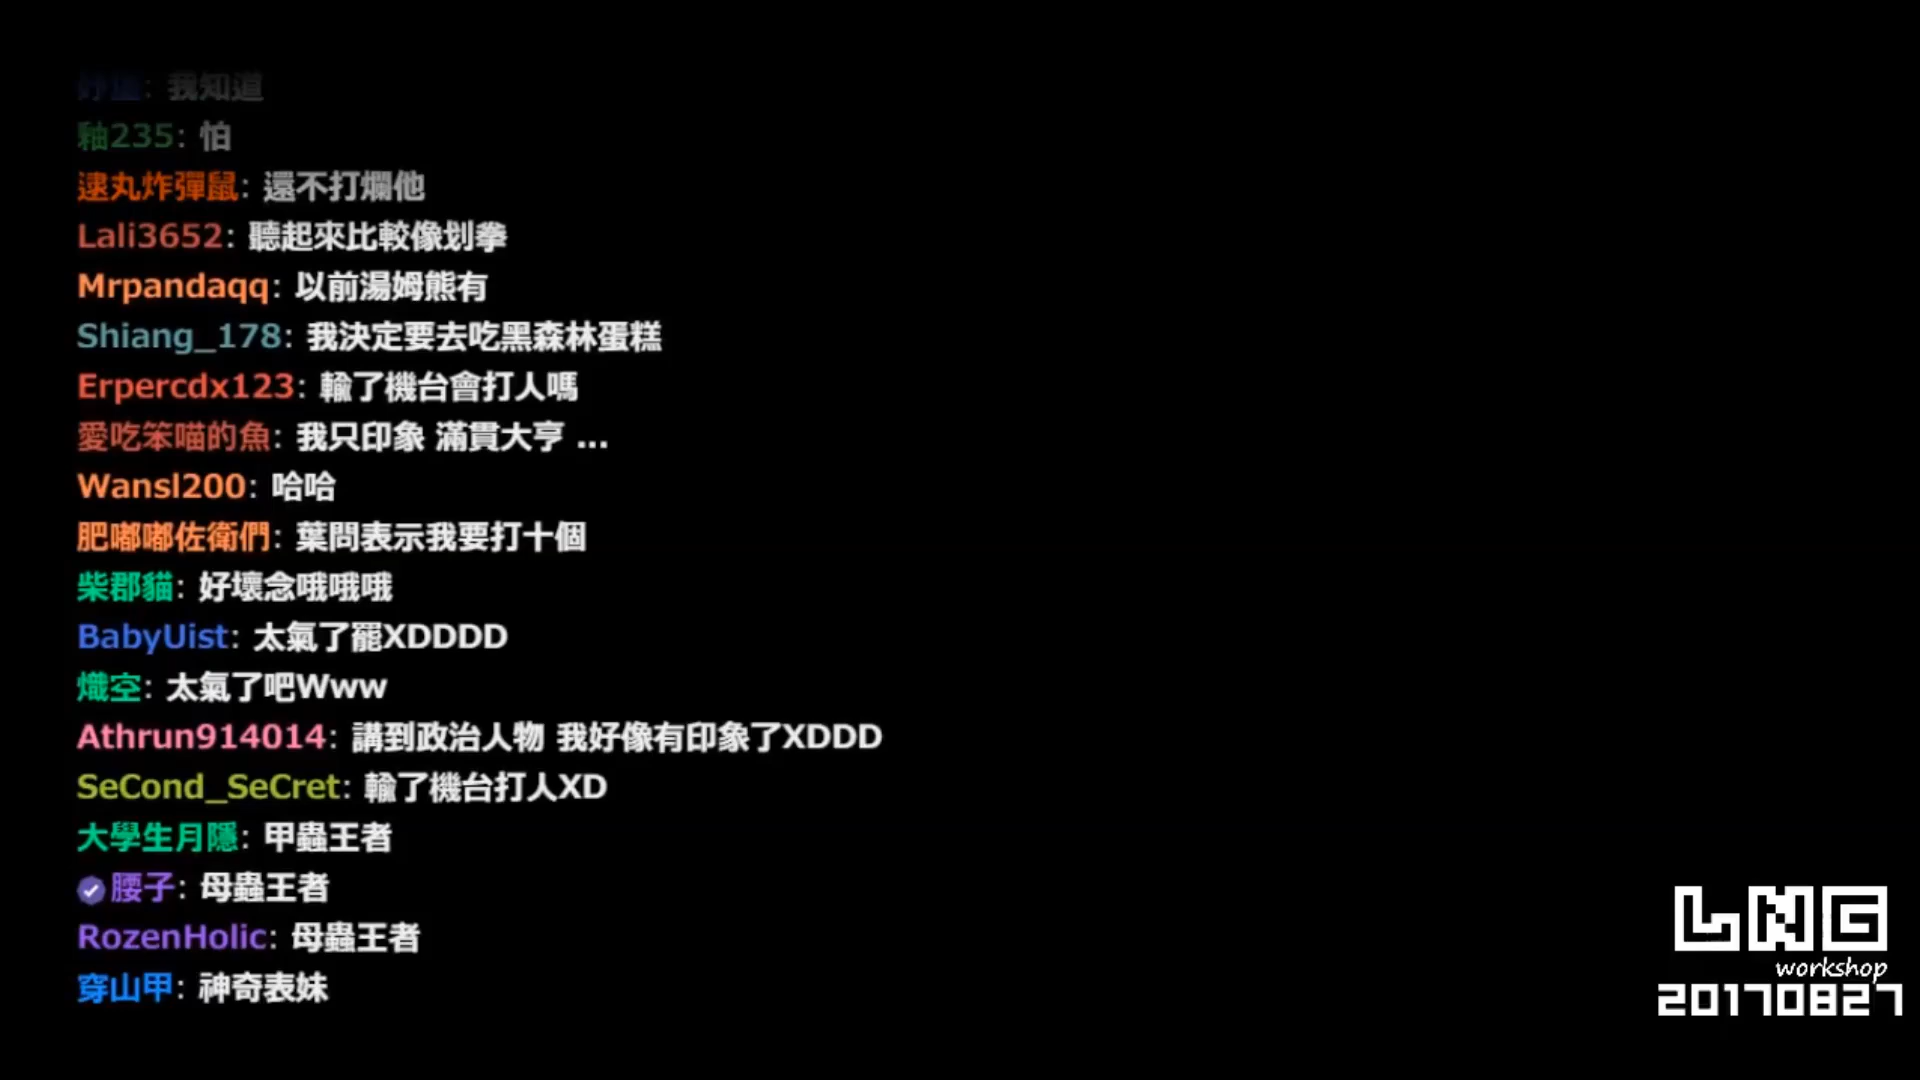 : 我知道
釉235: 怕
逮丸炸彈鼠: 還不打爛他
Lali3652: 聽起來比較像划拳
Mrpandaqq: 以前湯姆熊有
Shiang_178: 我決定要去吃黑森林蛋糕
Erpercdx123: 輸了機台會打人嗎
愛吃笨喵的魚: 我只印象 滿貫大亨 ...
Wansl200: 哈哈
肥嘟嘟佐衛們: 葉問表示我要打十個
柴郡貓: 好壞念哦哦哦
BabyUist: 太氣了罷XDDDD
熾空: 太氣了吧Www
Athrun914014: 講到政治人物 我好像有印象了XDDD
SeCond_SeCret: 輸了機台打人XD
大學生月隱: 甲蟲王者
腰子: 母蟲王者
RozenHolic: 母蟲王者
穿山甲: 神奇表妹
LNG
workshop
20170827